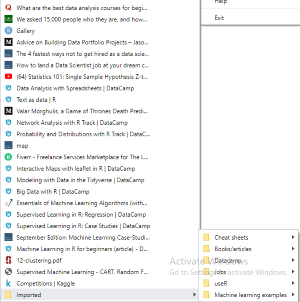 What are the best data analysis courses for begi...
We asked 15,000 people who they are, and how...
Gallery
Advice on Building Data Portfolio Projects – Jaso...
The 4 fastest ways not to get hired as a data scie...
How to land a Data Scientist job at your dream c...
(64) Statistics 101: Single Sample Hypothesis Z-t...
Data Analysis with Spreadsheets | DataCamp
Text as data | R
Valar Morghulis, a Game of Thrones Death Predi...
Network Analysis with R Track | DataCamp
Probability and Distributions with R Track | DataC...
map
Fiverr - Freelance Services Marketplace for The L...
Interactive Maps with leaflet in R | DataCamp
Modeling with Data in the Tidyverse | DataCamp
Big Data with R | DataCamp
Essentials of Machine Learning Algorithms (with...
Supervised Learning in R: Regression | DataCamp
Supervised Learning in R: Case Studies | DataCamp
September Edition: Machine Learning Case-Studi...
Machine Learning in R for beginners (article) - D...
12-clustering.pdf
Supervised Machine Learning - CART, Random F...
Competitions | Kaggle
Imported
Help
Exit
Cheat sheets
Books/articles
Datacamp
Jobs
useR
Machine learning examples
Activate Windows
Go to Settings to activate Windows.